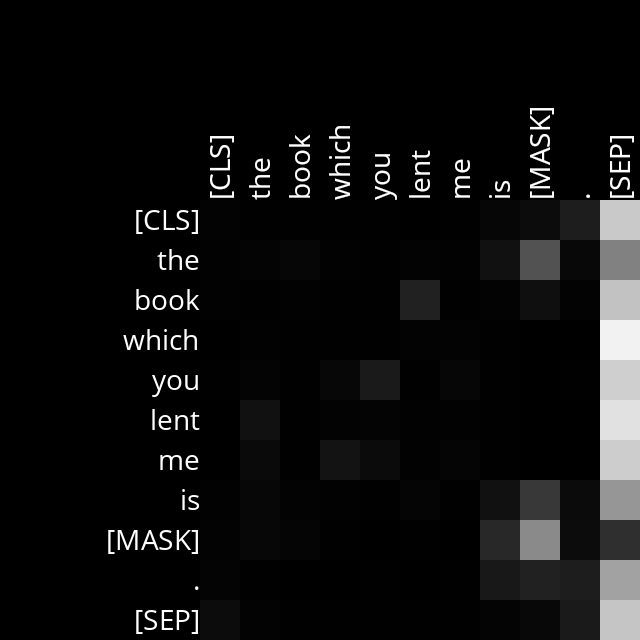 [CLS] the book which you lent me is [MASK] . [SEP]
[CLS]
the
book
which
you
lent
me
is
[MASK]
.
[SEP]